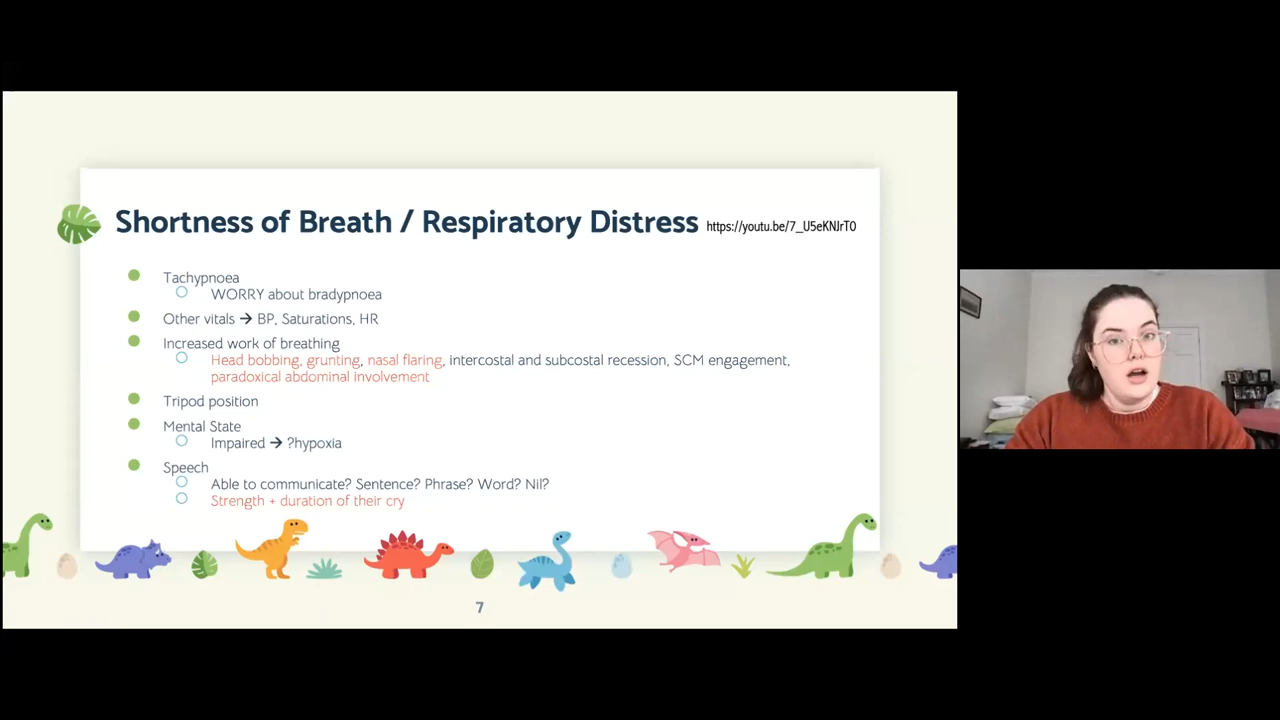 Shortness of Breath / Respiratory Distress https://youtu.be/7_U5eKNJrT0
Tachypnoea
WORRY about bradypnoea
Other vitals → BP, Saturations, HR
Increased work of breathing
Head bobbing, grunting, nasal flaring, intercostal and subcostal recession, SCM engagement,
paradoxical abdominal involvement
Tripod position
Mental State
Impaired → ?hypoxia
Speech
Able to communicate? Sentence? Phrase? Word? Nil?
Strength + duration of their cry
7